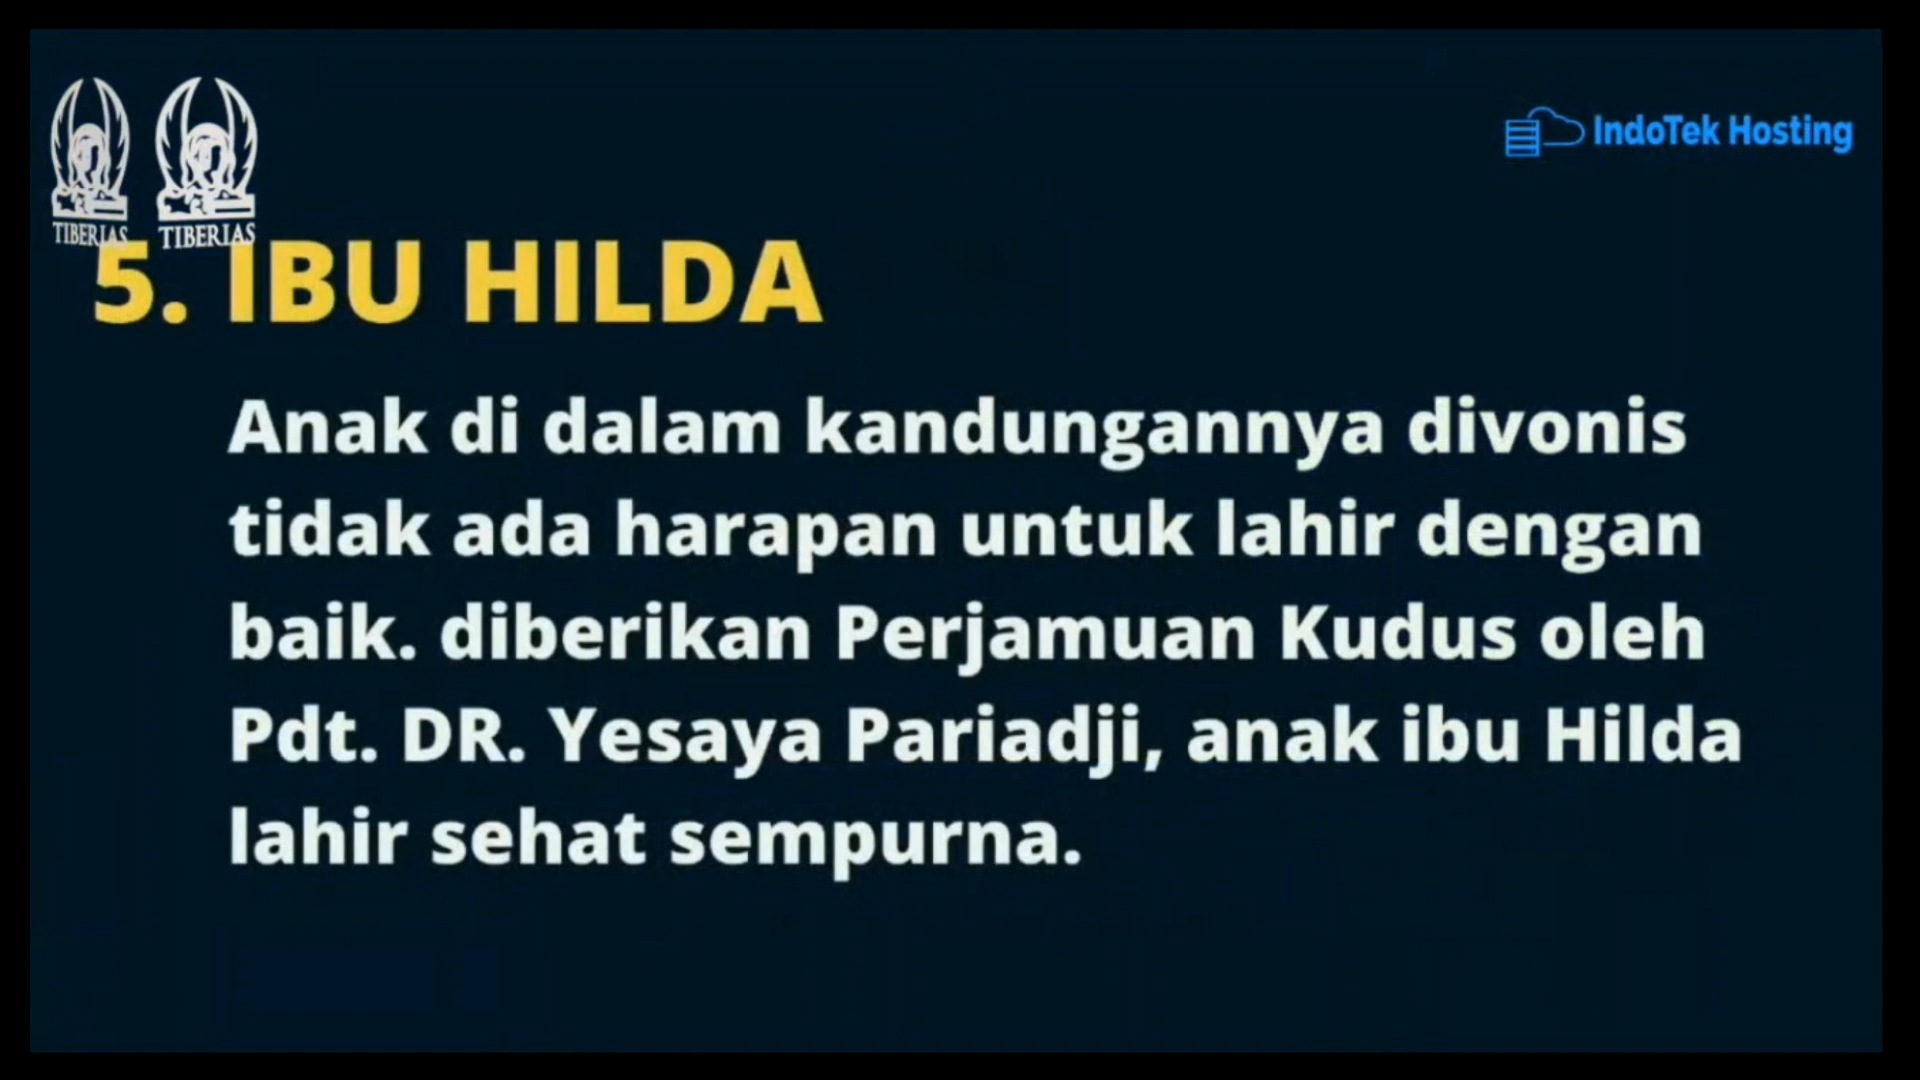 TIBERIAS TIBERIAS
IndoTek Hosting
5. IBU HILDA
Anak di dalam kandungannya divonis
tidak ada harapan untuk lahir dengan
baik. diberikan Perjamuan Kudus oleh
Pdt. DR. Yesaya Pariadji, anak ibu Hilda
lahir sehat sempurna.